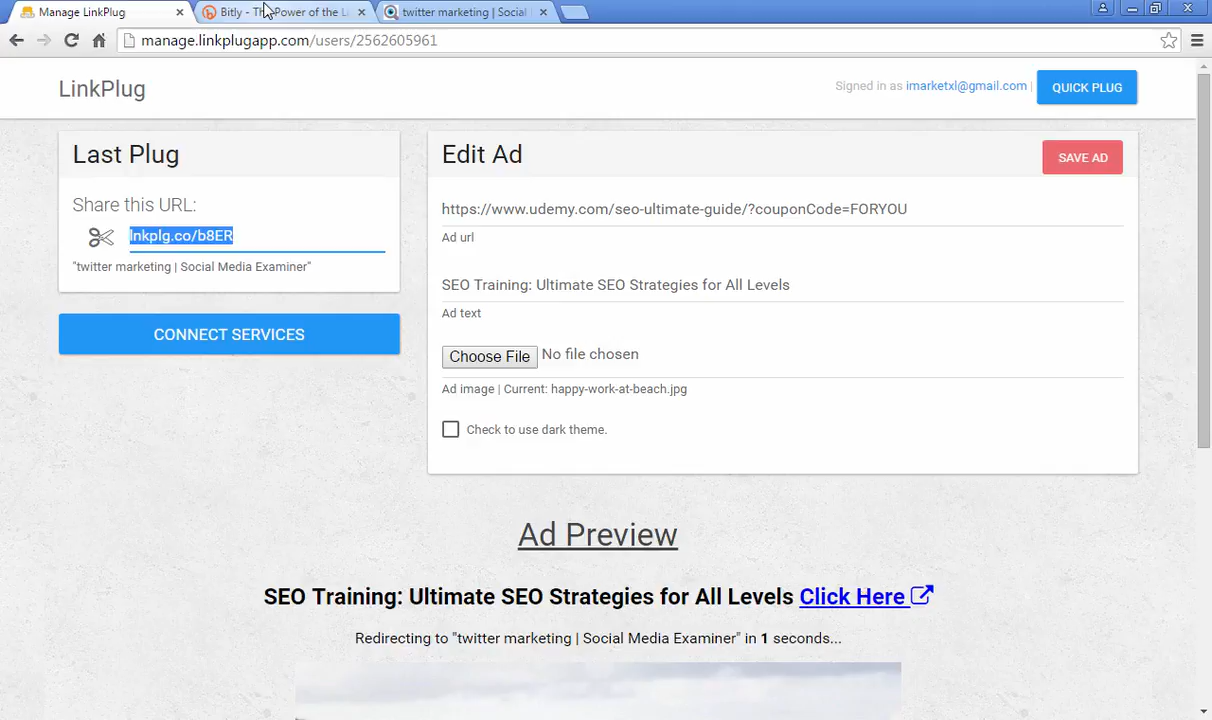 Manage LinkPlug
Bitly - The Power of the L
twitter marketing | Social
manage.linkplugapp.com/users/2562605961
LinkPlug
Signed in as imarketxl@gmail.com |
QUICK PLUG
Last Plug
Share this URL:
lnkplg.co/b8ER
"twitter marketing | Social Media Examiner"
CONNECT SERVICES
Edit Ad
SAVE AD
https://www.udemy.com/seo-ultimate-guide/?couponCode=FORYOU
Ad url
SEO Training: Ultimate SEO Strategies for All Levels
Ad text
Choose File No file chosen
Ad image | Current: happy-work-at-beach.jpg
Check to use dark theme.
Ad Preview
SEO Training: Ultimate SEO Strategies for All Levels Click Here
Redirecting to "twitter marketing | Social Media Examiner" in 1 seconds...